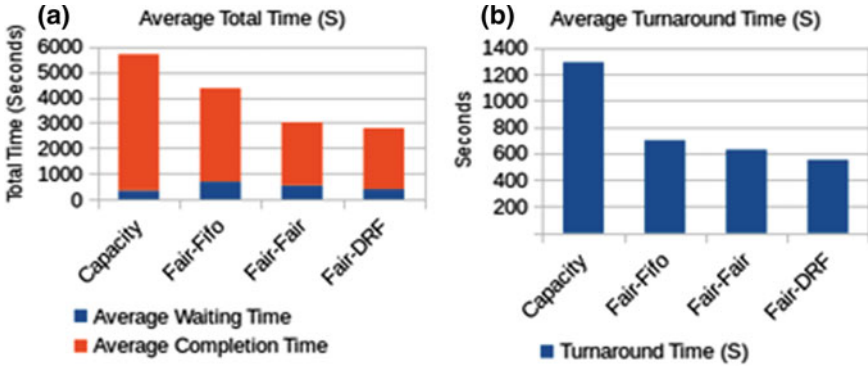 (a)
Average Total Time (S)
Total Time (Seconds)
6000
5000
4000
3000
2000
1000
0
Capacity
Fair-Fifo
Fair-Fair
Fair-DRF
Average Waiting Time
Average Completion Time
(b)
Average Turnaround Time (S)
Seconds
1400
1200
1000
800
600
400
200
Capacity
Fair-Fifo
Fair-Fair
Fair-DRF
Turnaround Time (S)